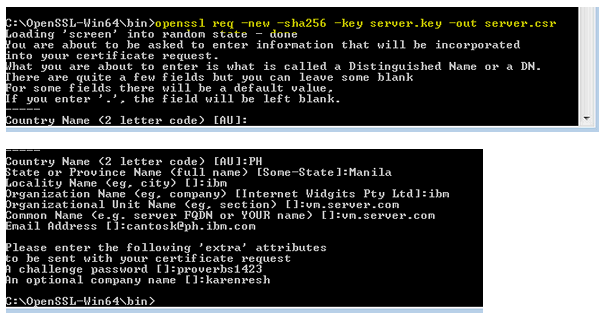 C:\OpenSSL-Win64\bin>openssl req -new -sha256 -key server.key -out server.csr
Loading 'screen' into random state - done
You are about to be asked to enter information that will be incorporated
into your certificate request.
What you are about to enter is what is called a Distinguished Name or a DN.
There are quite a few fields but you can leave some blank
For some fields there will be a default value,
If you enter '.', the field will be left blank.
-----
Country Name (2 letter code) [AU]:
-----
Country Name (2 letter code) [AU]:PH
State or Province Name (full name) [Some-State]:Manila
Locality Name (eg, city) []:ibm
Organization Name (eg, company) [Internet Widgits Pty Ltd]:ibm
Organizational Unit Name (eg, section) []:vm.server.com
Common Name (e.g. server FQDN or YOUR name) []:vm.server.com
Email Address []:cantosk@ph.ibm.com
Please enter the following 'extra' attributes
to be sent with your certificate request
A challenge password []:proverbs1423
An optional company name []:karenresh
C:\OpenSSL-Win64\bin>